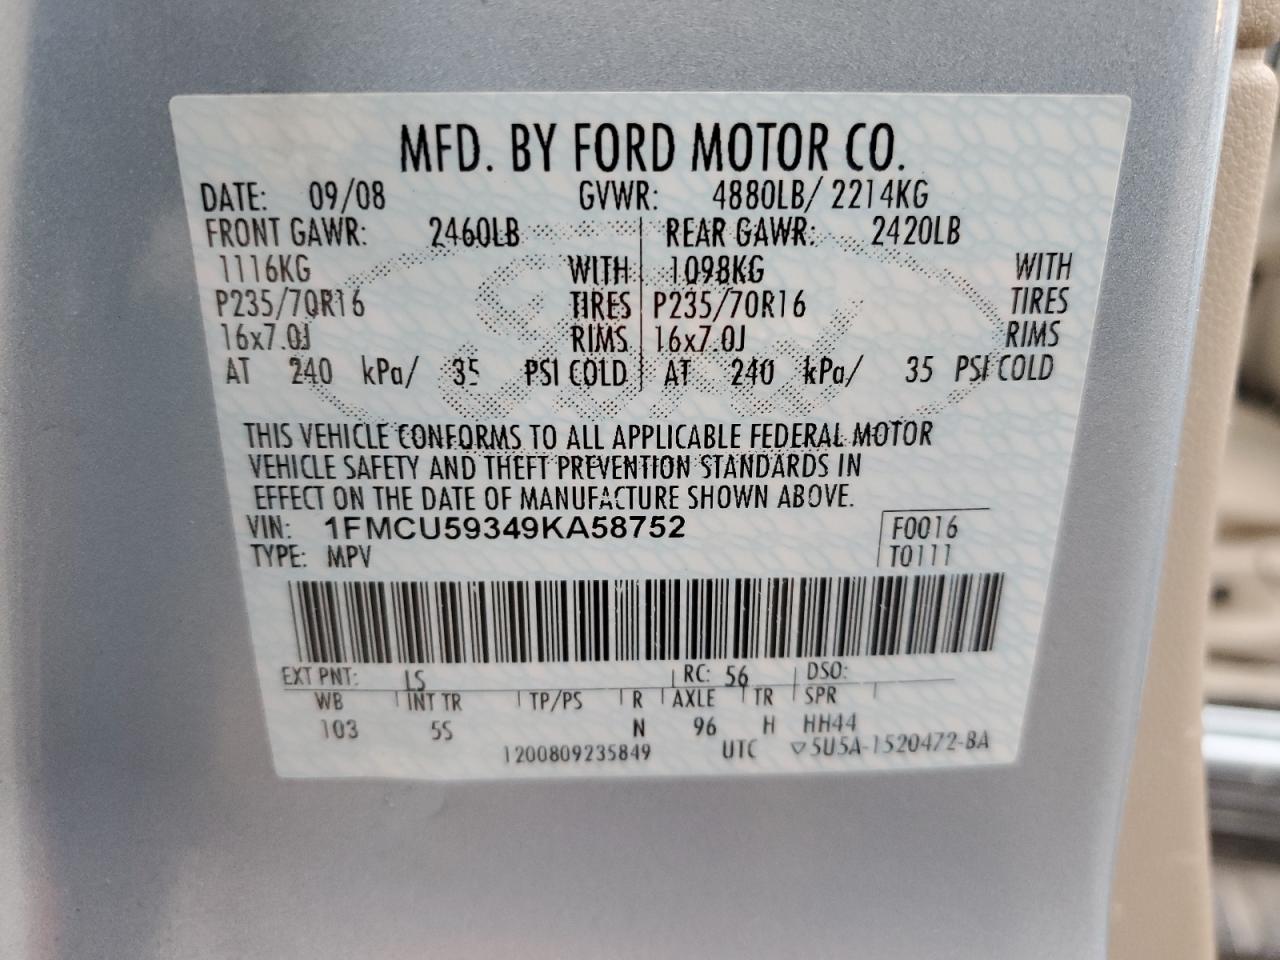 MFD. BY FORD MOTOR CO.
DATE: 09/08 GVWR: 4880LB/ 2214KG
FRONT GAWR: 2460LB REAR GAWR: 2420LB
1116KG WITH 1098KG WITH
P235/70R16 TIRES P235/70R16 TIRES
16x7.0J RIMS 16x7.0J RIMS
AT 240 kPa/ 35 PSI COLD AT 240 kPa/ 35 PSI COLD
THIS VEHICLE CONFORMS TO ALL APPLICABLE FEDERAL MOTOR
VEHICLE SAFETY AND THEFT PREVENTION STANDARDS IN
EFFECT ON THE DATE OF MANUFACTURE SHOWN ABOVE.
VIN: 1FMCU59349KA58752 F0016
TYPE: MPV T0111
EXT PNT: LS RC: 56 DSO:
WB INT TR TP/PS R AXLE TR SPR
103 5S N 96 H HH44
1200809235849 UTC ▽5U5A-1520472-BA
Ford